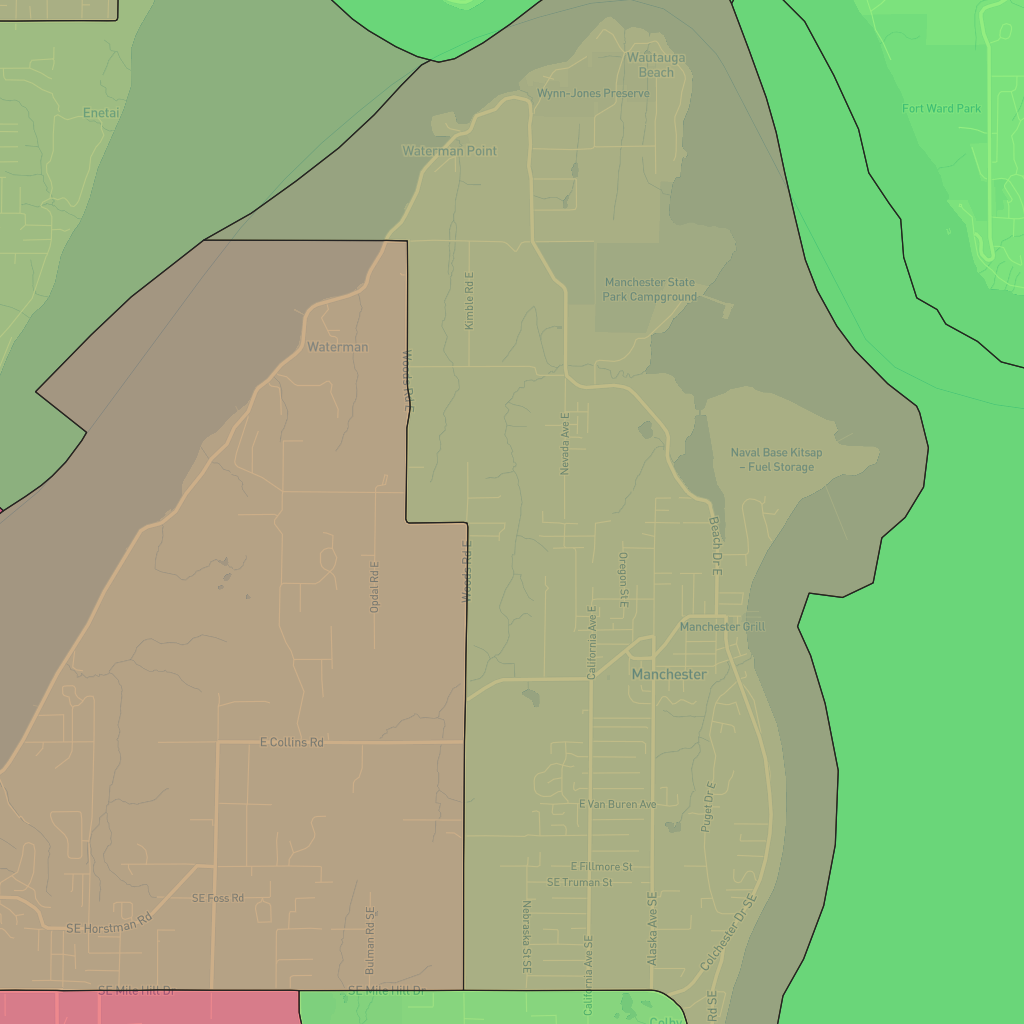 Wautauga
Beach
Wynn-Jones Preserve
Fort Ward Park
Enetai
Waterman Point
Manchester State
Park Campground
Kimble Rd E
Waterman
Woods Rd E
Nevada Ave E
Naval Base Kitsap
– Fuel Storage
Beach Dr E
Woods Rd E
Opdal Rd E
Oregon St E
California Ave E
Manchester Grill
Manchester
E Collins Rd
E Van Buren Ave
Puget Dr E
E Fillmore St
SE Truman St
SE Foss Rd
SE Horstman Rd
Bulman Rd SE
Nebraska St SE
California Ave SE
Alaska Ave SE
Colchester Dr SE
SE Mile Hill Dr
SE Mile Hill Dr
Rd SE
Colby